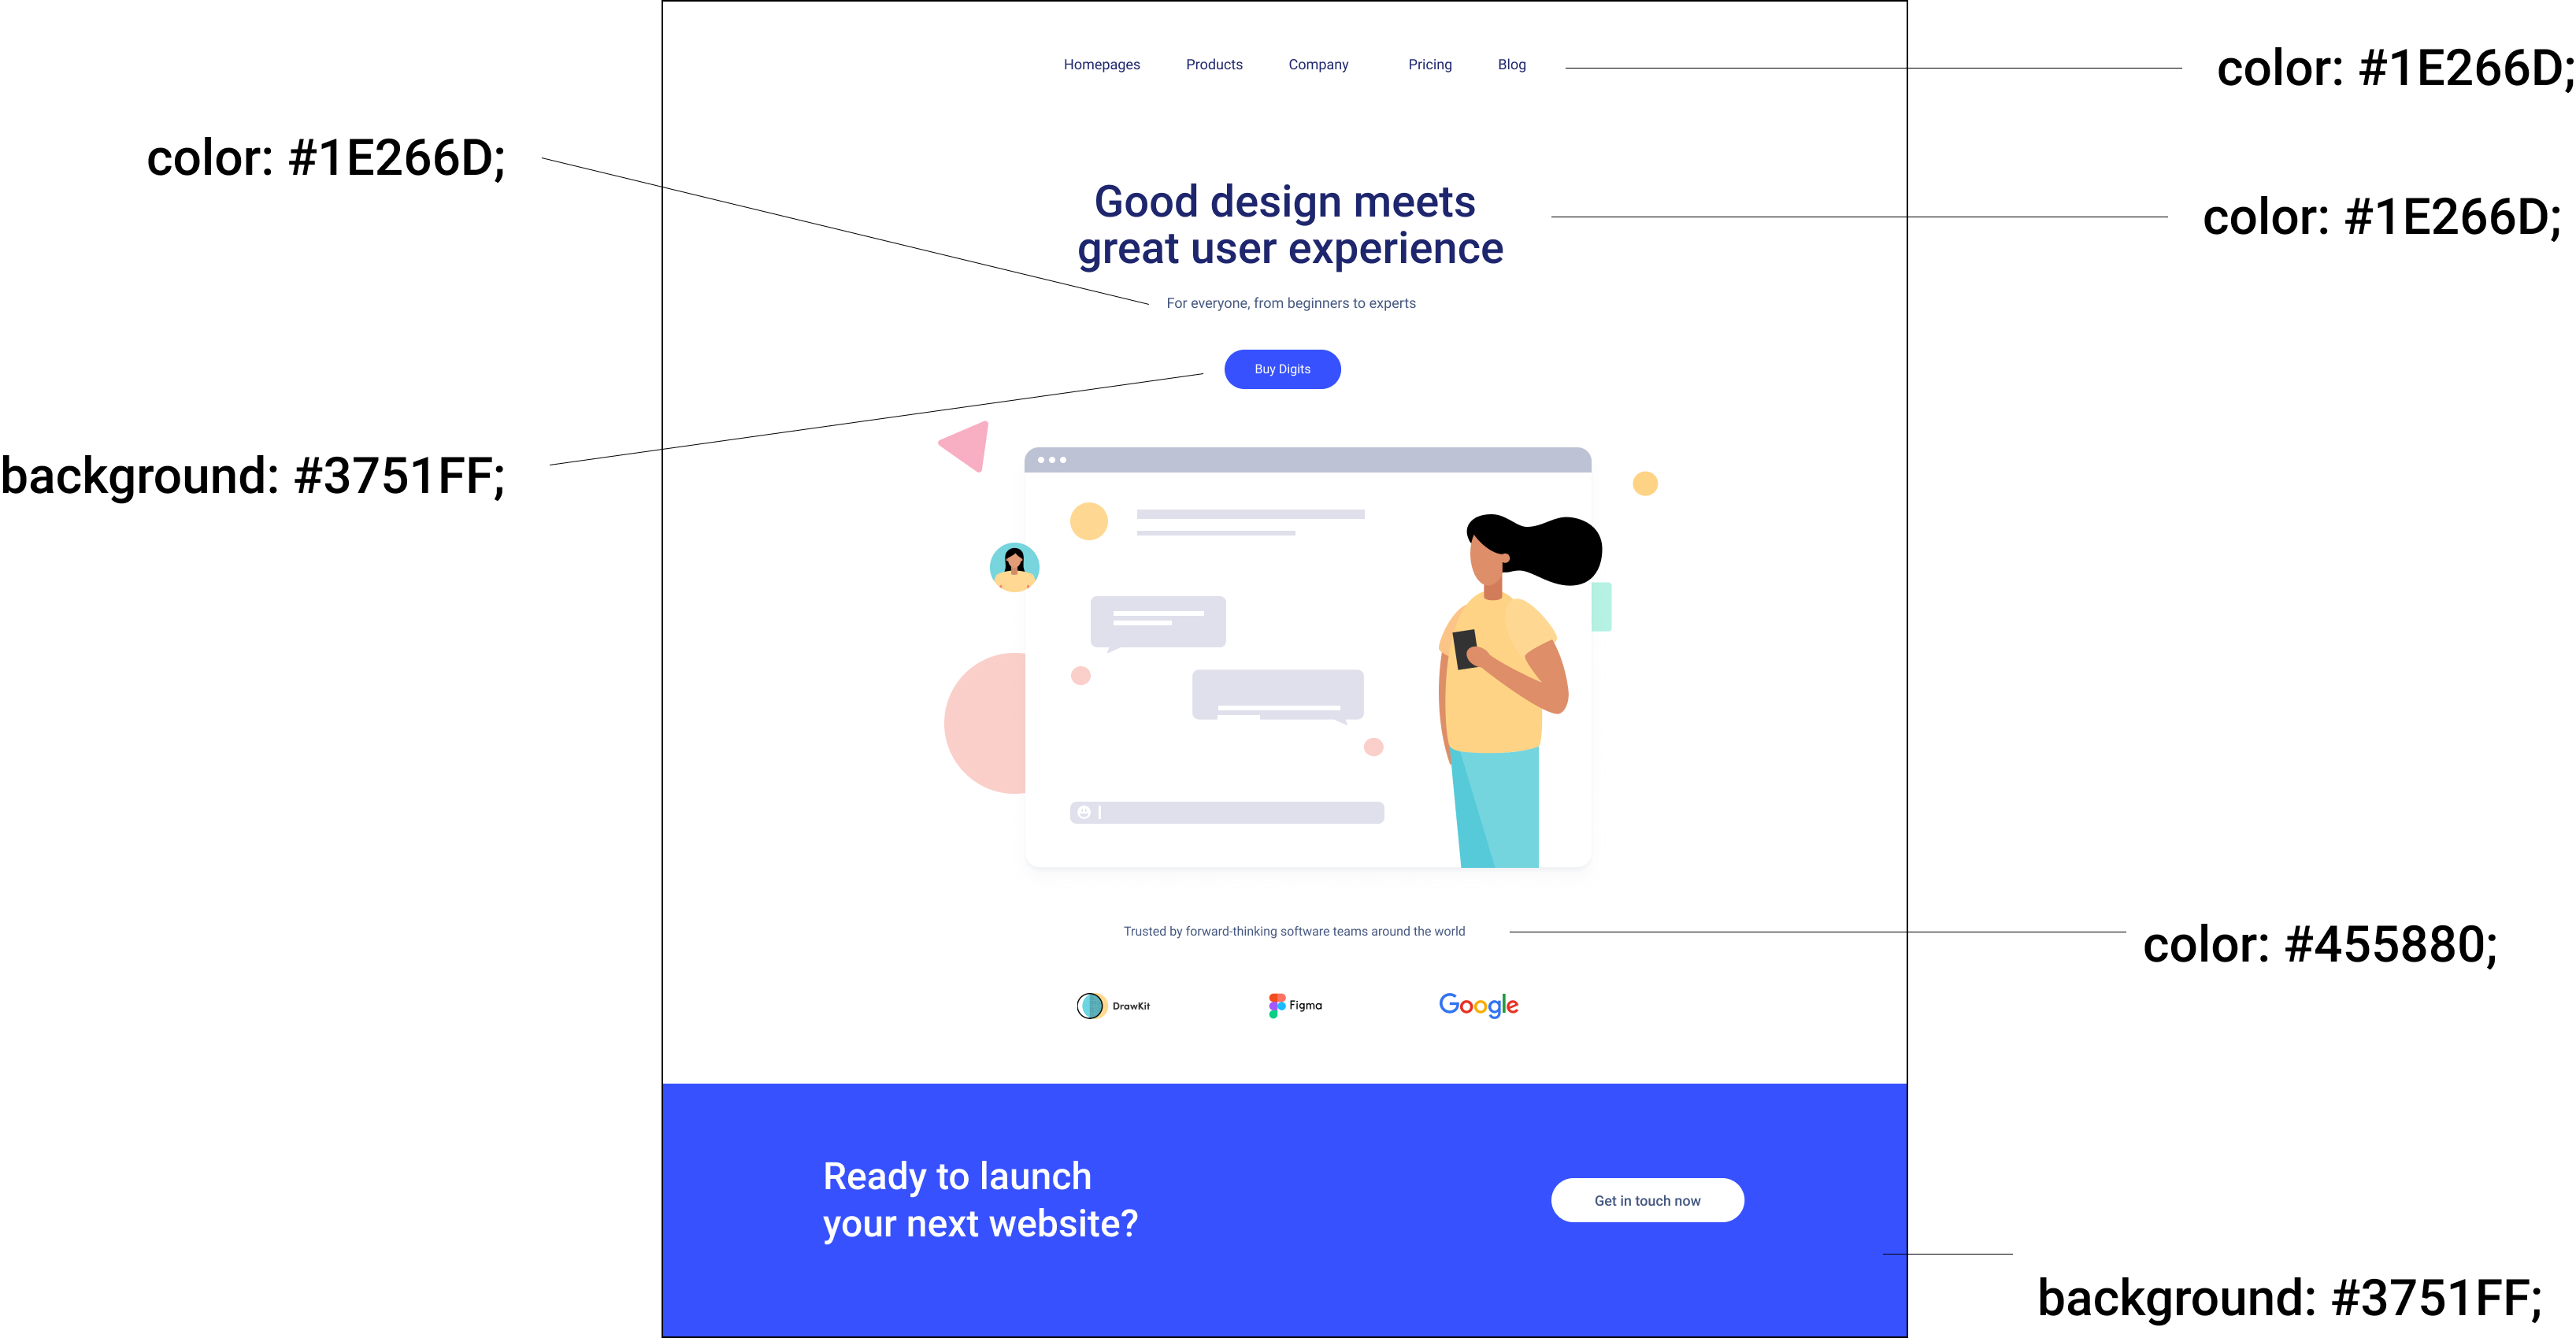 Homepages Products Company Pricing Blog
color: #1E266D;
color: #1E266D;
Good design meets
great user experience
color: #1E266D;
For everyone, from beginners to experts
Buy Digits
background: #3751FF;
Trusted by forward-thinking software teams around the world
color: #455880;
DrawKit Figma Google
Ready to launch
your next website?
Get in touch now
background: #3751FF;